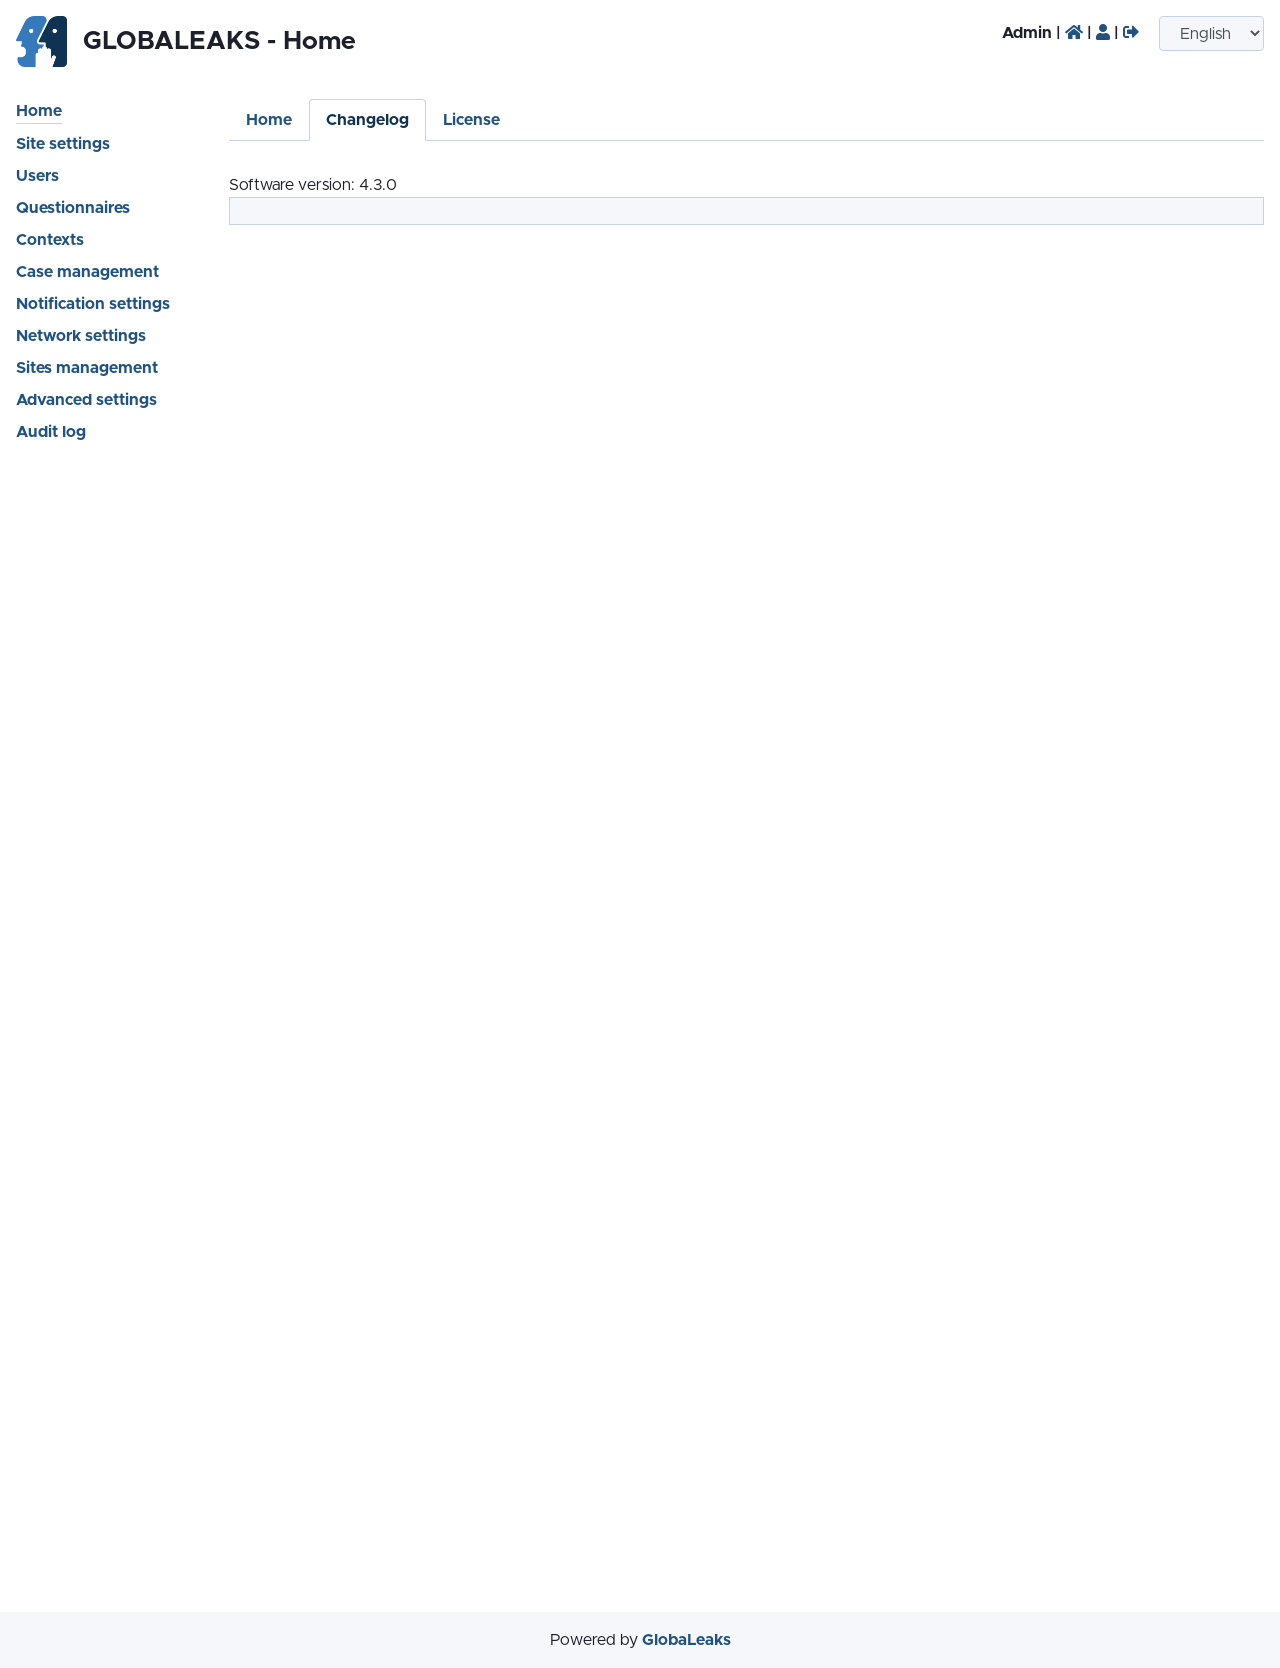 GLOBALEAKS - Home
Admin | | |
English
Home
Site settings
Users
Questionnaires
Contexts
Case management
Notification settings
Network settings
Sites management
Advanced settings
Audit log
Home Changelog License
Software version: 4.3.0
Powered by GlobaLeaks